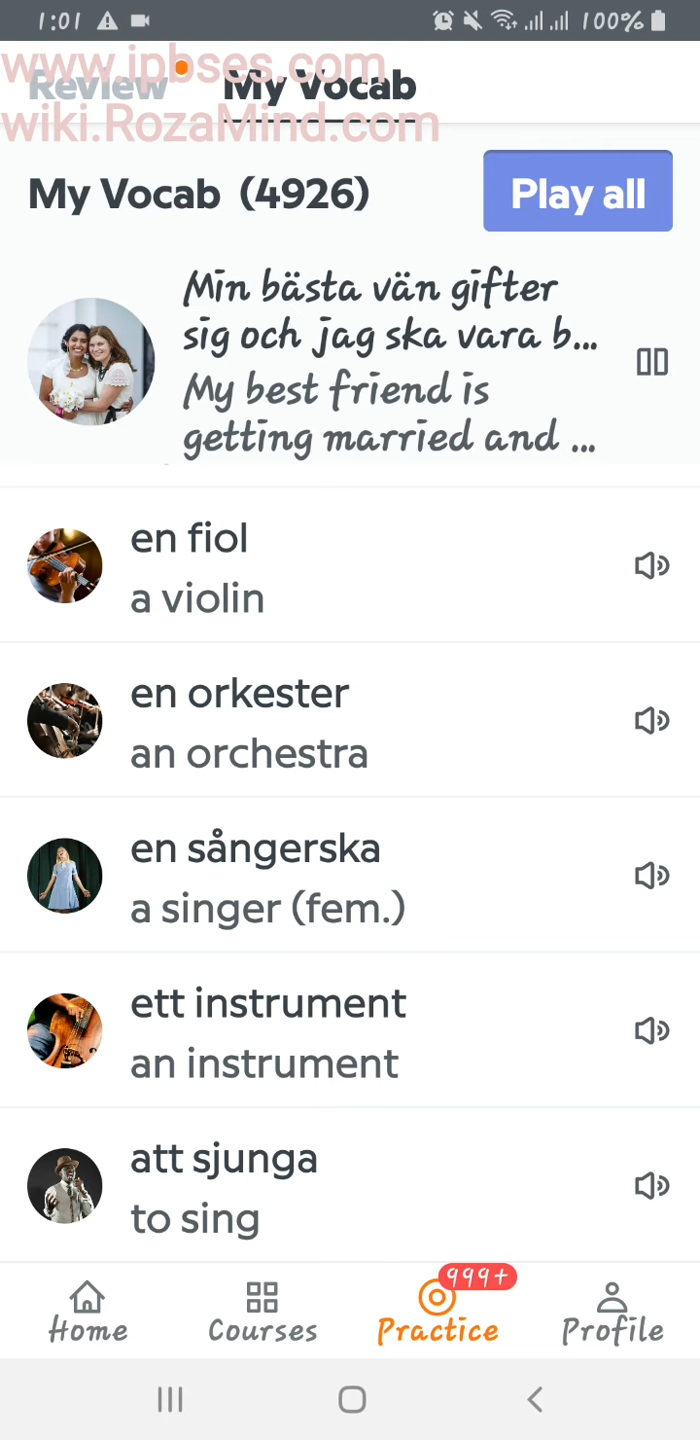 1:01
100%
www.ipbses.com
Review My Vocab
wiki.RozaMind.com
My Vocab (4926)
Play all
Min bästa vän gifter
sig och jag ska vara b...
My best friend is
getting married and ...
en fiol
a violin
en orkester
an orchestra
en sångerska
a singer (fem.)
ett instrument
an instrument
att sjunga
to sing
999+
Home Courses Practice Profile